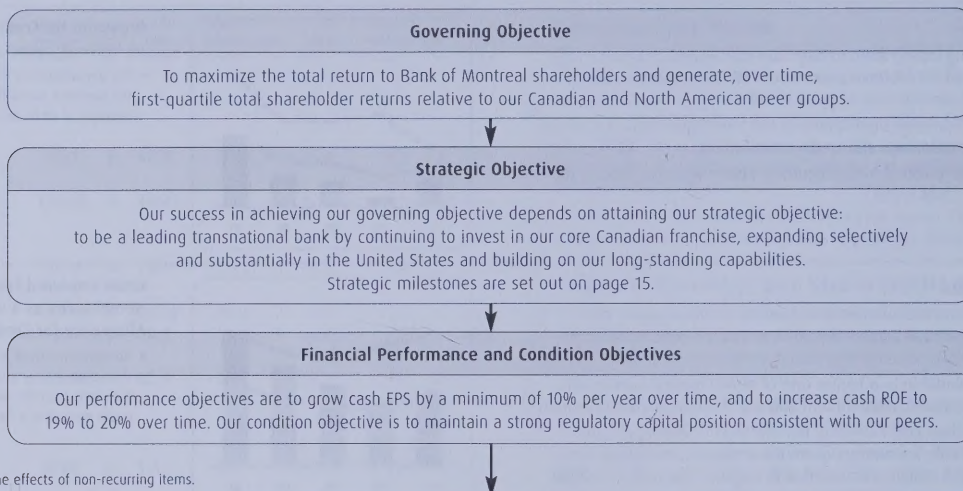 Governing Objective
To maximize the total return to Bank of Montreal shareholders and generate, over time,
first-quartile total shareholder returns relative to our Canadian and North American peer groups.
Strategic Objective
Our success in achieving our governing objective depends on attaining our strategic objective:
to be a leading transnational bank by continuing to invest in our core Canadian franchise, expanding selectively
and substantially in the United States and building on our long-standing capabilities.
Strategic milestones are set out on page 15.
Financial Performance and Condition Objectives
Our performance objectives are to grow cash EPS by a minimum of 10% per year over time, and to increase cash ROE to
19% to 20% over time. Our condition objective is to maintain a strong regulatory capital position consistent with our peers.
effects of non-recurring items.